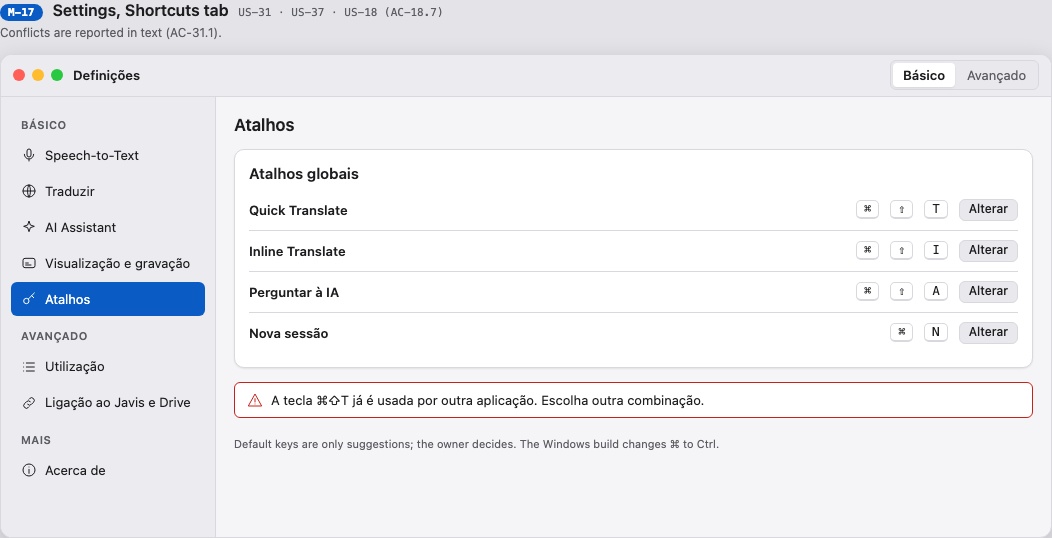 M-17 Settings, Shortcuts tab US-31 · US-37 · US-18 (AC-18.7)
Conflicts are reported in text (AC-31.1).
Definições
Básico Avançado
BÁSICO
Speech-to-Text
Traduzir
AI Assistant
Visualização e gravação
Atalhos
AVANÇADO
Utilização
Ligação ao Javis e Drive
MAIS
Acerca de
Atalhos
Atalhos globais
Quick Translate ⌘ ⇧ T Alterar
Inline Translate ⌘ ⇧ I Alterar
Perguntar à IA ⌘ ⇧ A Alterar
Nova sessão ⌘ N Alterar
A tecla ⌘⇧T já é usada por outra aplicação. Escolha outra combinação.
Default keys are only suggestions; the owner decides. The Windows build changes ⌘ to Ctrl.